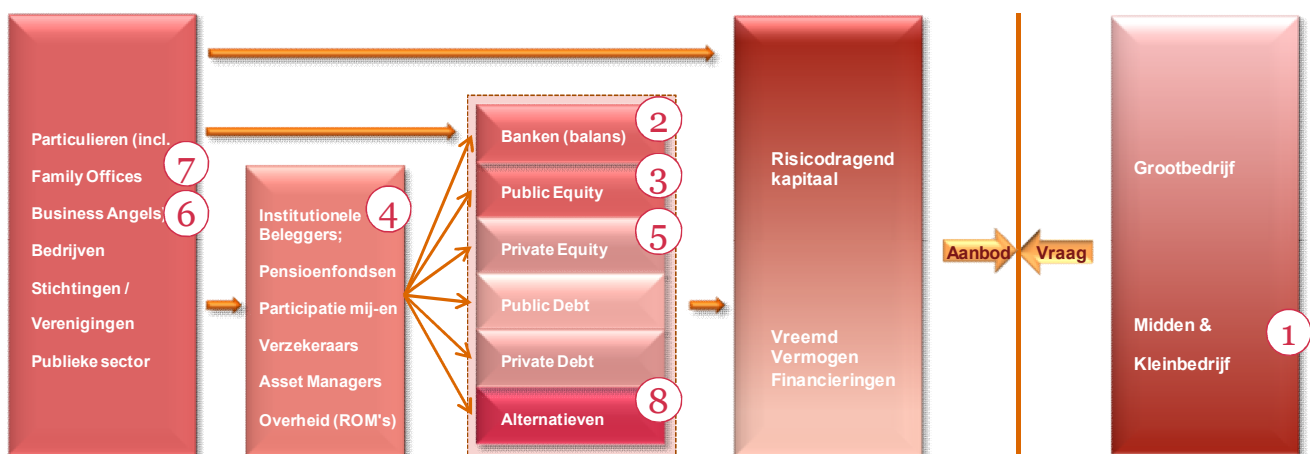 Particulieren (incl.
Family Offices
7
Business Angels)
6
Bedrijven
Stichtingen /
Verenigingen
Publieke sector
4
Institutionele
Beleggers;
Pensioenfondsen
Participatie mij-en
Verzekeraars
Asset Managers
Overheid (ROM's)
Banken (balans)
2
Public Equity
3
Private Equity
5
Public Debt
Private Debt
Alternatieven
8
Risicodragend
kapitaal
Vreemd
Vermogen
Financieringen
Aanbod
Vraag
Grootbedrijf
Midden &
Kleinbedrijf
1